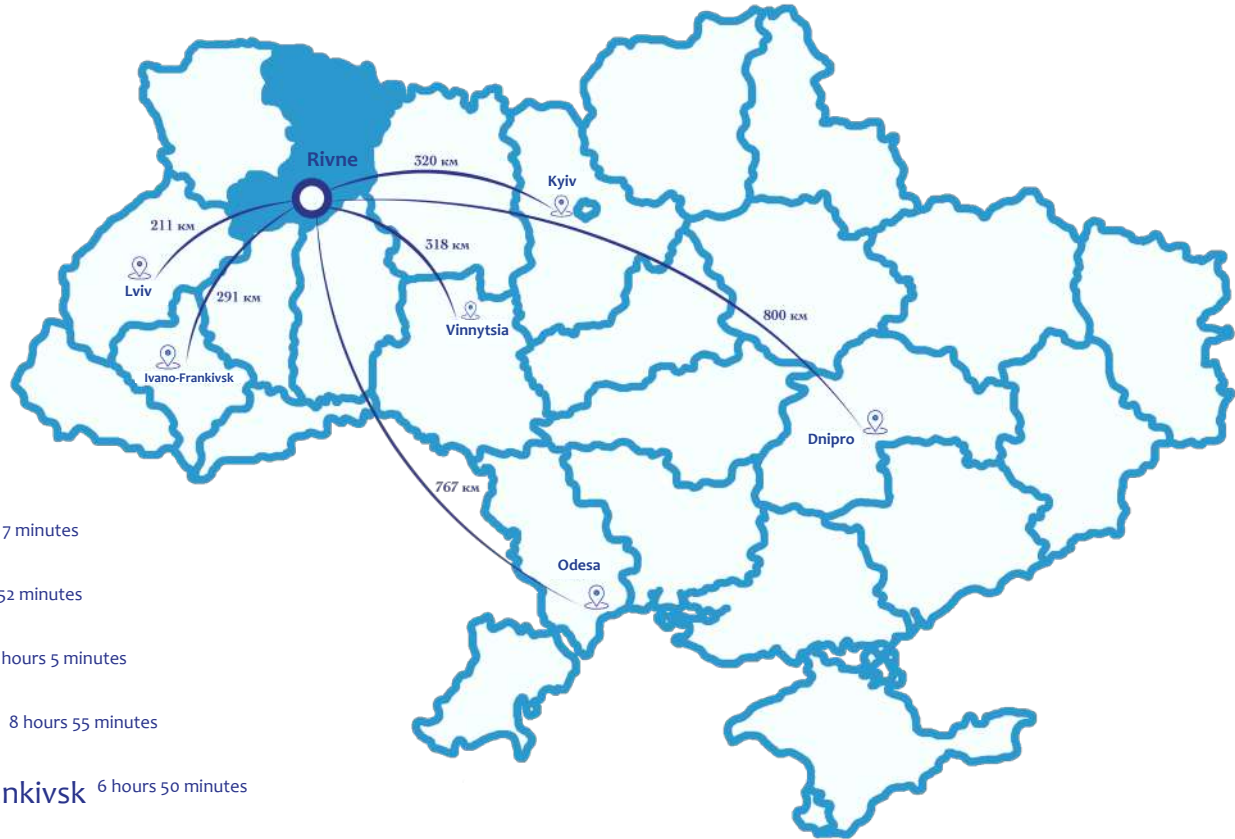 Rivne
320 км
Kyiv
211 км
318 км
Lviv
291 км
Vinnytsia
800 км
Ivano-Frankivsk
Dnipro
767 км
7 minutes
Odesa
52 minutes
hours 5 minutes
8 hours 55 minutes
nkivsk 6 hours 50 minutes